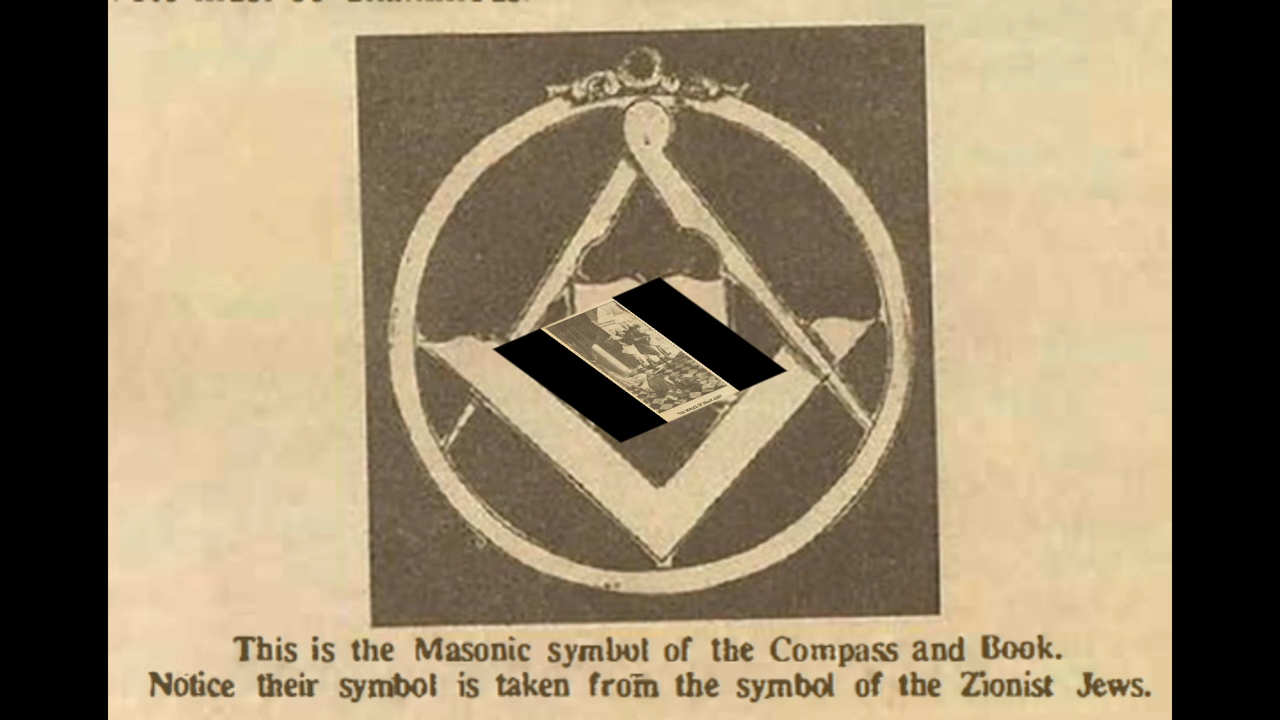 This is the Masonic symbol of the Compass and Book.
Notice their symbol is taken from the symbol of the Zionist Jews.